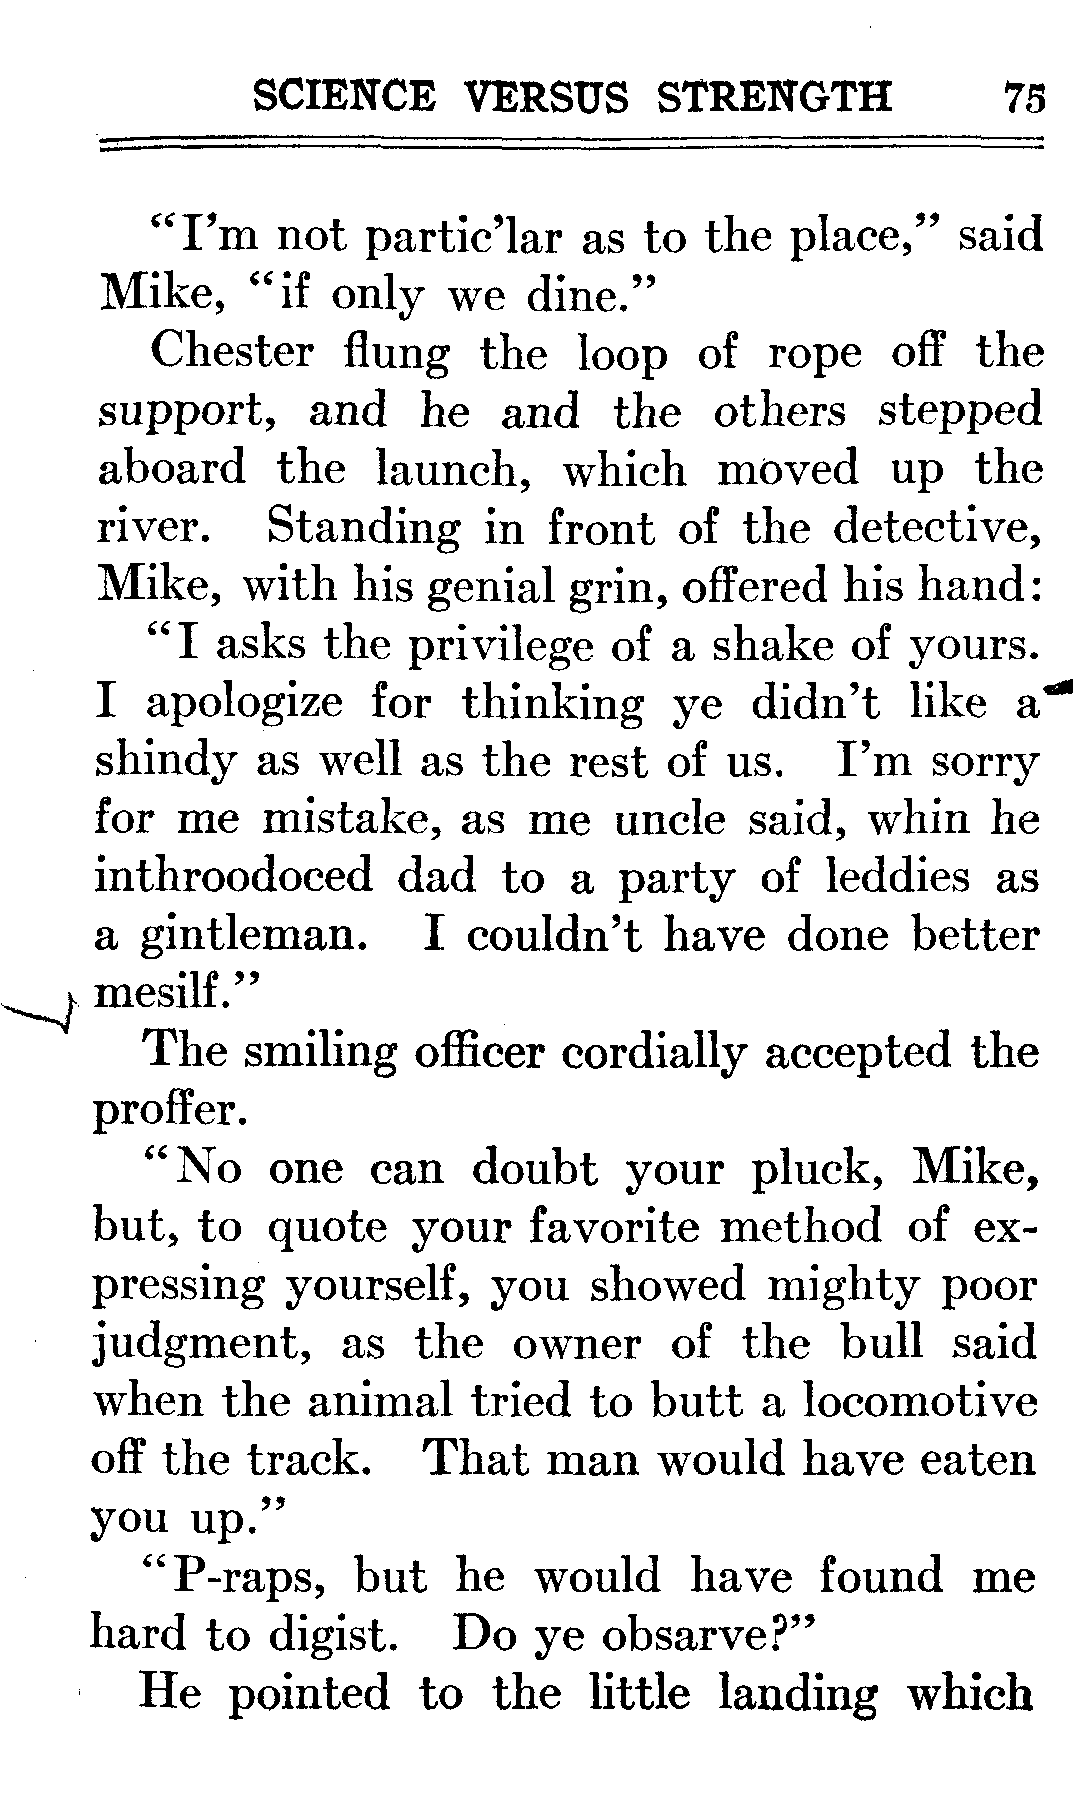 SCIENCE VERSUS STRENGTH 75
"I'm not partic'lar as to the place," said
Mike, "if only we dine."
Chester flung the loop of rope off the
support, and he and the others stepped
aboard the launch, which moved up the
river. Standing in front of the detective,
Mike, with his genial grin, offered his hand:
"I asks the privilege of a shake of yours.
I apologize for thinking ye didn't like a
shindy as well as the rest of us. I'm sorry
for me mistake, as me uncle said, whin he
inthroodoced dad to a party of leddies as
a gintleman. I couldn't have done better
mesilf."
The smiling officer cordially accepted the
proffer.
"No one can doubt your pluck, Mike,
but, to quote your favorite method of ex-
pressing yourself, you showed mighty poor
judgment, as the owner of the bull said
when the animal tried to butt a locomotive
off the track. That man would have eaten
you up."
"P-raps, but he would have found me
hard to digist. Do ye obsarve?"
He pointed to the little landing which